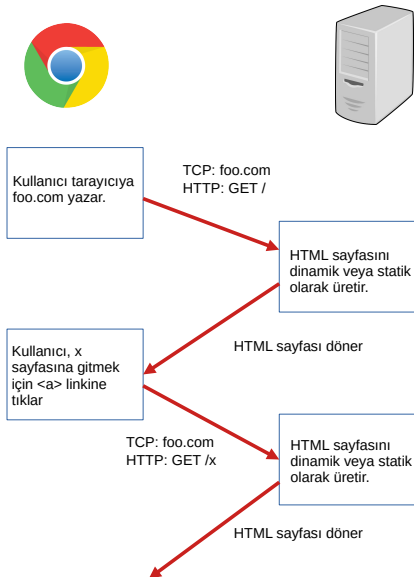 Kullanıcı tarayıcıya
foo.com yazar.
TCP: foo.com
HTTP: GET /
HTML sayfasını
dinamik veya statik
olarak üretir.
HTML sayfası döner
Kullanıcı, x
sayfasına gitmek
için <a> linkine
tıklar
TCP: foo.com
HTTP: GET /x
HTML sayfasını
dinamik veya statik
olarak üretir.
HTML sayfası döner